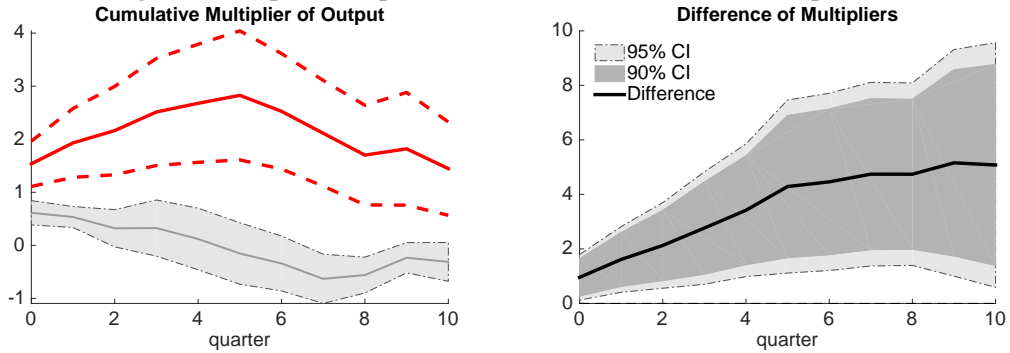 Cumulative Multiplier of Output
4
3
2
1
0
-1
0 2 4 6 8 10
quarter
Difference of Multipliers
10
8
6
4
2
0
95% CI
90% CI
Difference
0 2 4 6 8 10
quarter